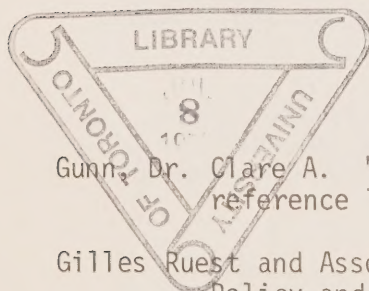 LIBRARY
8
OF TORONTO
UNIVERSITY
Gunn, Dr. Clare A. "
reference
Gilles Ruest and Asso
Policy and